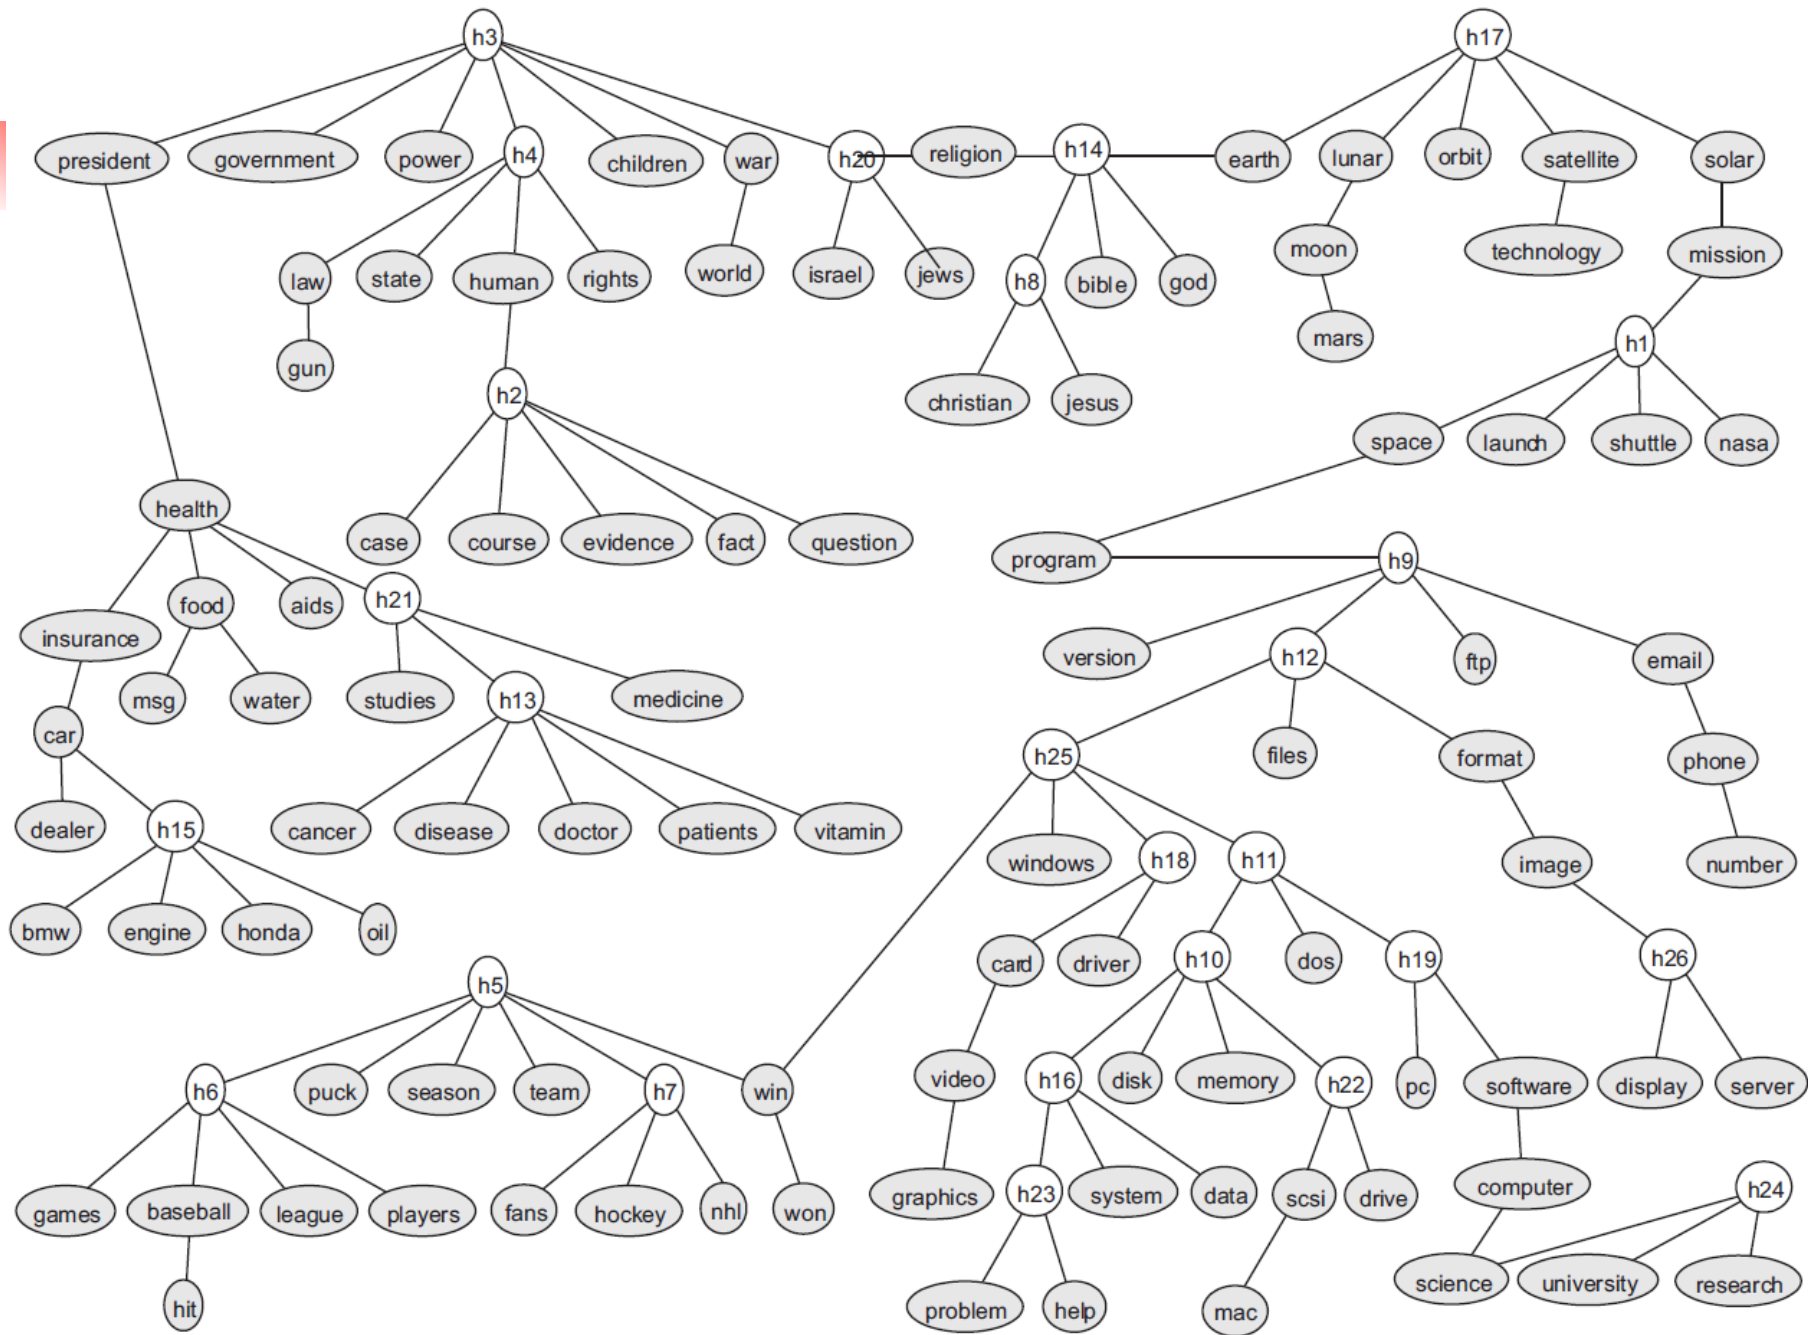 h3
h17
president
government
power
h4
children
war
h20
religion
h14
earth
lunar
orbit
satellite
solar
law
state
human
rights
world
israel
jews
h8
bible
god
moon
technology
mission
gun
mars
h1
h2
christian
jesus
space
launch
shuttle
nasa
health
case
course
evidence
fact
question
program
h9
insurance
food
aids
h21
version
h12
ftp
email
msg
water
studies
h13
medicine
car
h25
files
format
phone
dealer
h15
cancer
disease
doctor
patients
vitamin
windows
h18
h11
image
number
bmw
engine
honda
oil
card
driver
h10
dos
h19
h26
h5
h6
puck
season
team
h7
win
video
h16
disk
memory
h22
pc
software
display
server
games
baseball
league
players
fans
hockey
nhl
won
graphics
h23
system
data
scsi
drive
computer
h24
hit
problem
help
mac
science
university
research